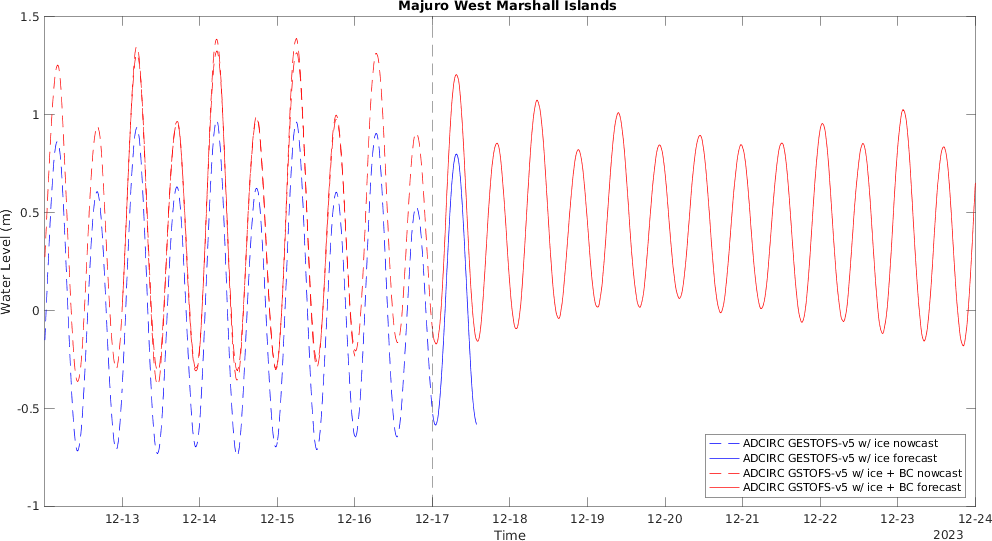 Majuro West Marshall Islands
1.5
1
0.5
0
-0.5
-1
Water Level (m)
12-13
12-14
12-15
12-16
12-17
12-18
12-19
12-20
12-21
12-22
12-23
12-24
Time
2023
ADCIRC GESTOFS-v5 w/ ice nowcast
ADCIRC GESTOFS-v5 w/ ice forecast
ADCIRC GSTOFS-v5 w/ ice + BC nowcast
ADCIRC GSTOFS-v5 w/ ice + BC forecast